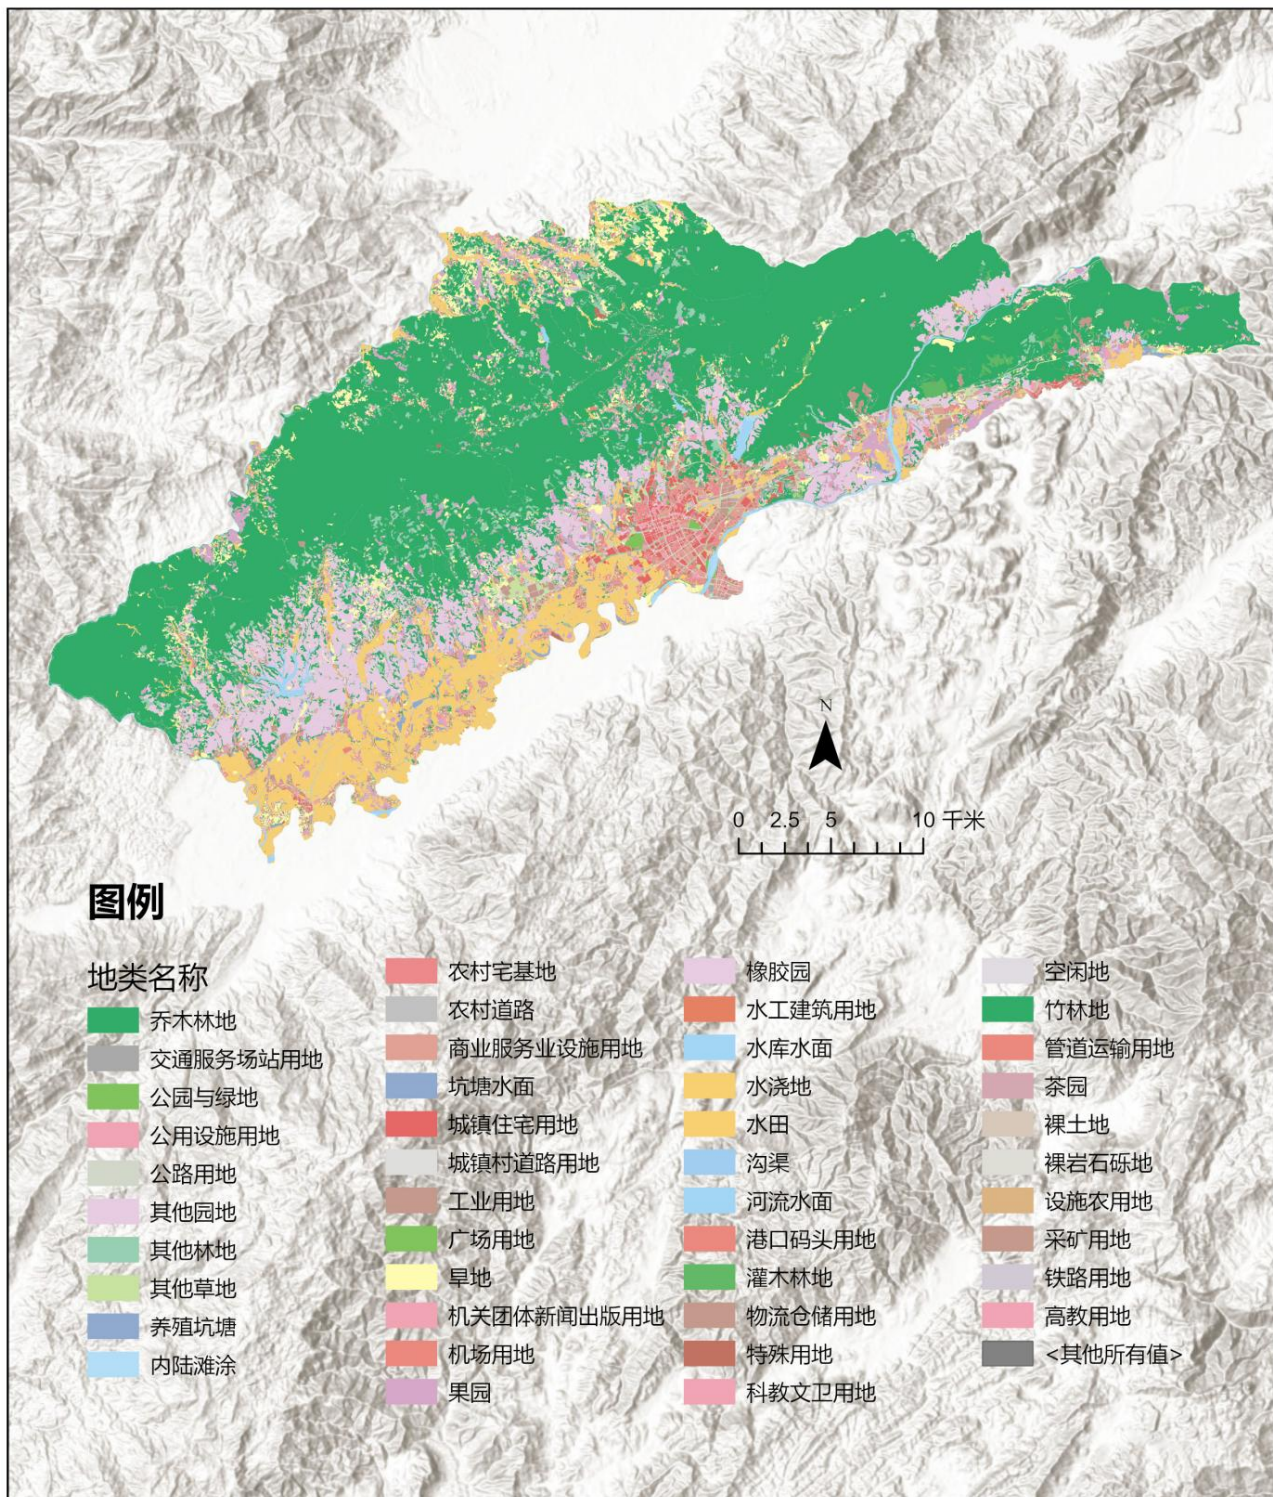 N
0 2.5 5 10 千米
图例
地类名称
乔木林地
交通服务场站用地
公园与绿地
公用设施用地
公路用地
其他园地
其他林地
其他草地
养殖坑塘
内陆滩涂
农村宅基地
农村道路
商业服务业设施用地
坑塘水面
城镇住宅用地
城镇村道路用地
工业用地
广场用地
旱地
机关团体新闻出版用地
机场用地
果园
橡胶园
水工建筑用地
水库水面
水浇地
水田
沟渠
河流水面
港口码头用地
灌木林地
物流仓储用地
特殊用地
科教文卫用地
空闲地
竹林地
管道运输用地
茶园
裸土地
裸岩石砾地
设施农用地
采矿用地
铁路用地
高教用地
<其他所有值>